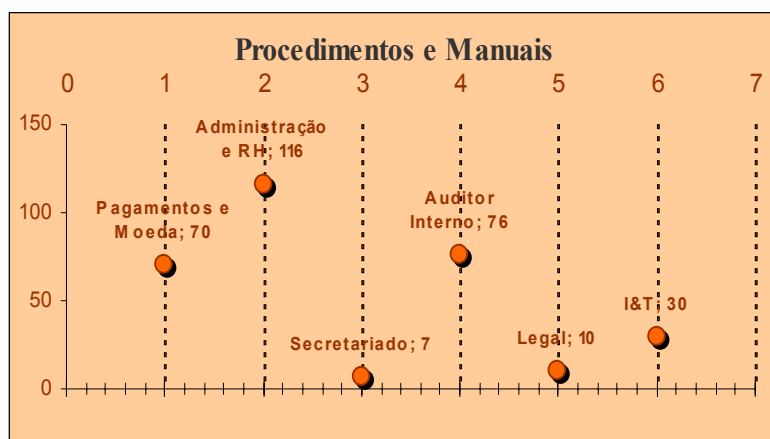 Procedimentos e Manuais
0 1 2 3 4 5 6 7
150
Administração
e RH; 116
100
Pagamentos e
Moeda; 70
Auditor
Interno; 76
50
I&T; 30
Secretariado; 7
Legal; 10
0